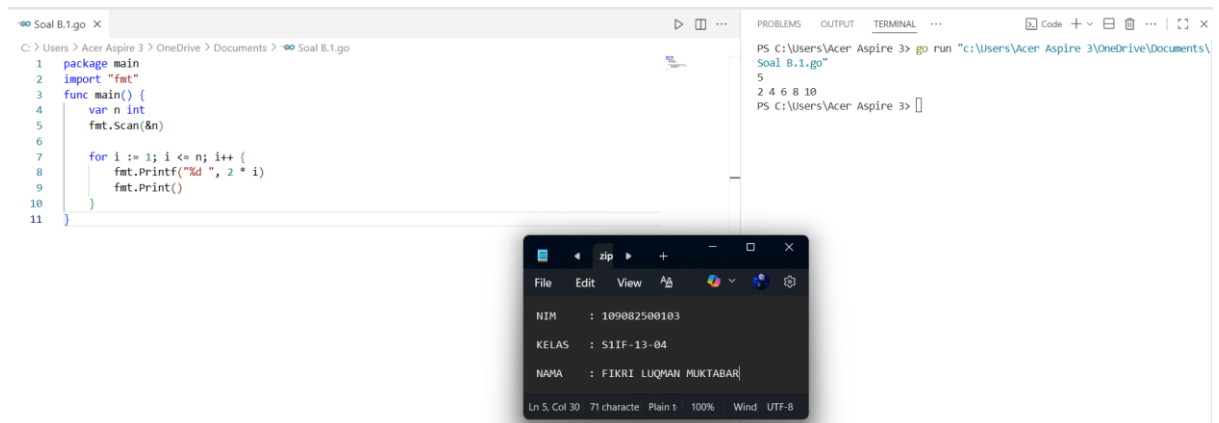 Soal B.1.go
C: > Users > Acer Aspire 3 > OneDrive > Documents > Soal B.1.go
1 package main
2 import "fmt"
3 func main() {
4     var n int
5     fmt.Scan(&n)
6
7     for i := 1; i <= n; i++ {
8         fmt.Printf("%d ", 2 * i)
9         fmt.Print()
10     }
11 }
PROBLEMS OUTPUT TERMINAL ··· Code
PS C:\Users\Acer Aspire 3> go run "c:\Users\Acer Aspire 3\OneDrive\Documents\
Soal B.1.go"
5
2 4 6 8 10
PS C:\Users\Acer Aspire 3>
zip
File Edit View
NIM : 109082500103
KELAS : S1IF-13-04
NAMA : FIKRI LUQMAN MUKTABAR
Ln 5, Col 30 71 characte Plain t 100% Wind UTF-8